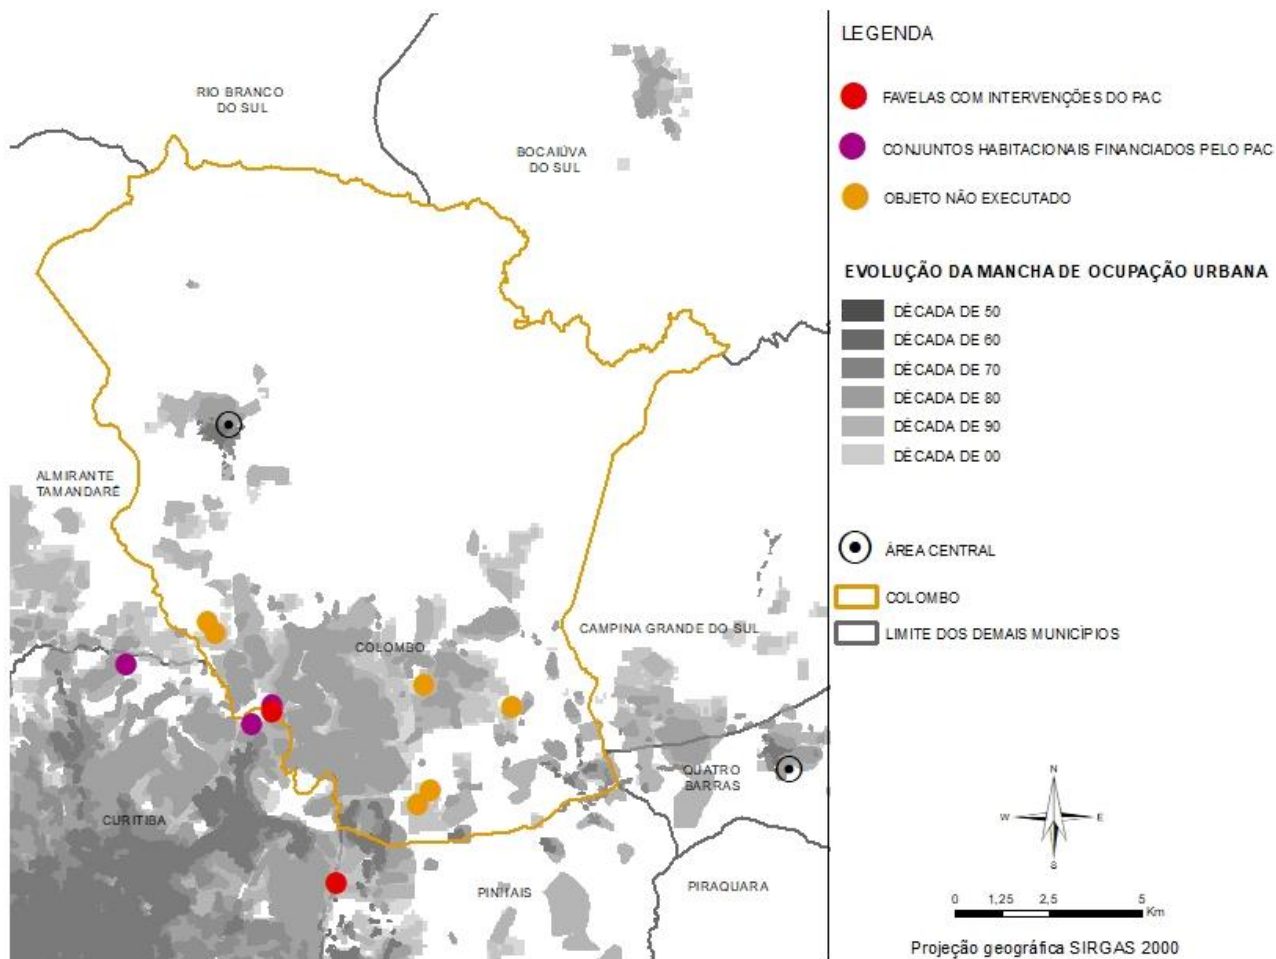 RIO BRANCO
DO SUL
BOCAIÚVA
DO SUL
ALMIRANTE
TAMANDARÉ
COLOMBO
CAMPINA GRANDE DO SUL
QUATRO
BARRAS
CURITIBA
PINHAIS
PIRAQUARA
LEGENDA
FAVELAS COM INTERVENÇÕES DO PAC
CONJUNTOS HABITACIONAIS FINANCIADOS PELO PAC
OBJETO NÃO EXECUTADO
EVOLUÇÃO DA MANCHA DE OCUPAÇÃO URBANA
DÉCADA DE 50
DÉCADA DE 60
DÉCADA DE 70
DÉCADA DE 80
DÉCADA DE 90
DÉCADA DE 00
ÁREA CENTRAL
COLOMBO
LIMITE DOS DEMAIS MUNICÍPIOS
N
W E
S
0 1,25 2,5 5
Km
Projeção geográfica SIRGAS 2000